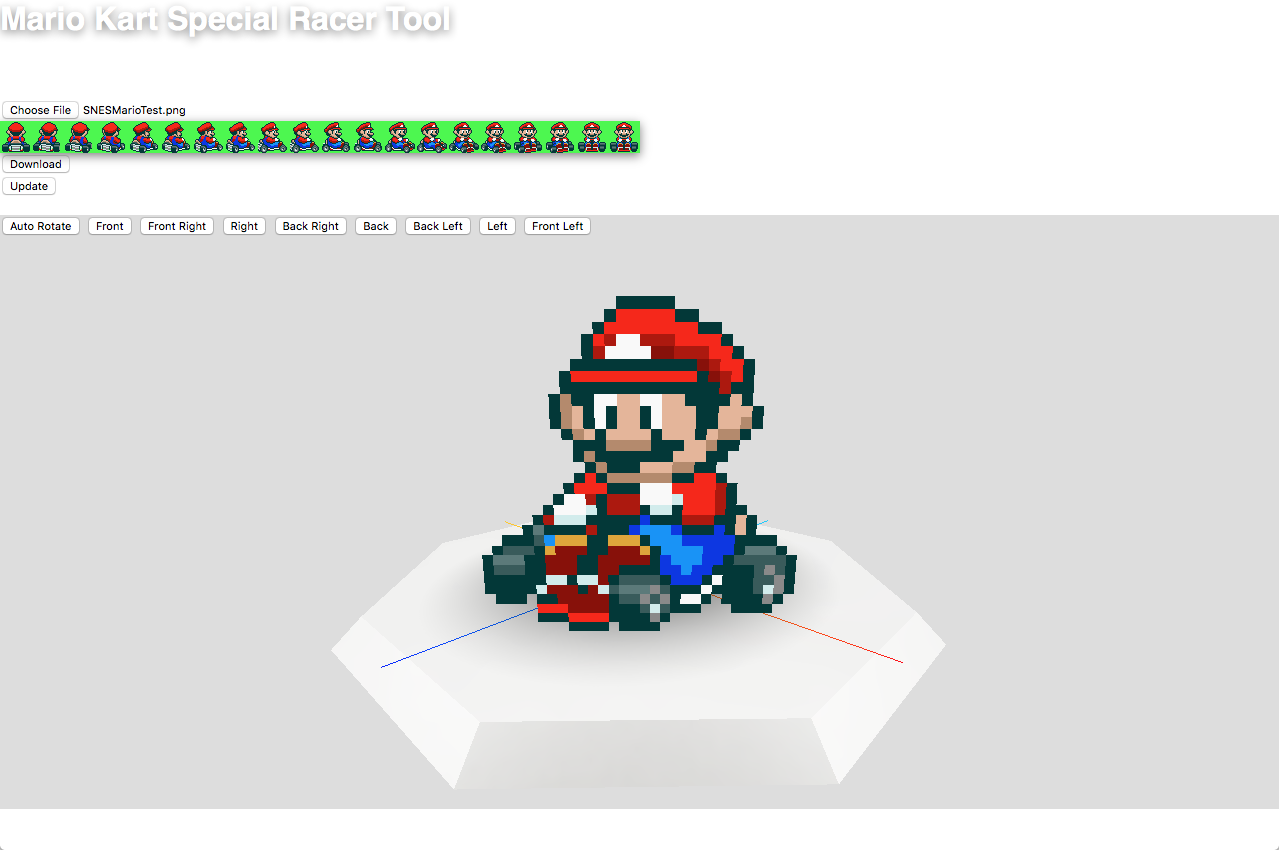 Mario Kart Special Racer Tool
Choose File SNESMarioTest.png
Download
Update
Auto Rotate Front Front Right Right Back Right Back Back Left Left Front Left